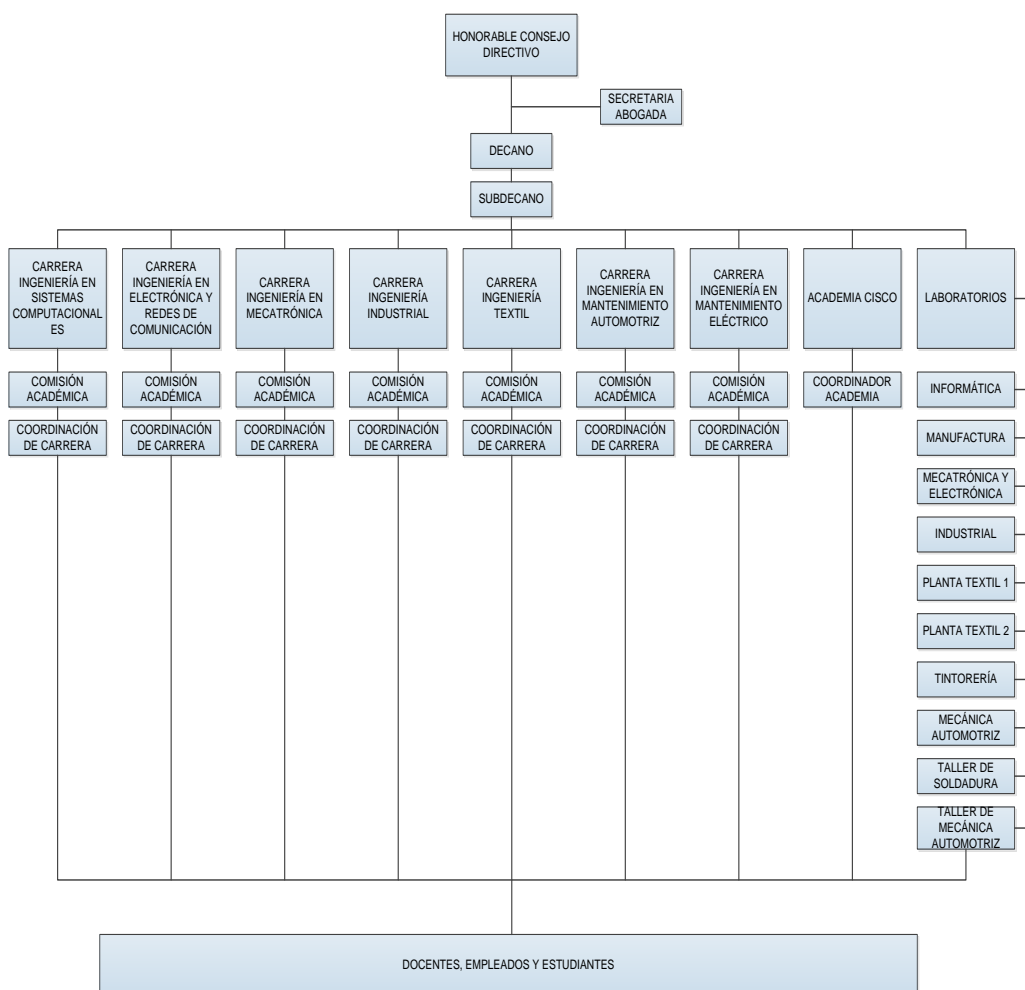 HONORABLE CONSEJO
DIRECTIVO
SECRETARIA
ABOGADA
DECANO
SUBDECANO
CARRERA
INGENIERÍA EN
SISTEMAS
COMPUTACIONAL
ES
CARRERA
INGENIERÍA EN
ELECTRÓNICA Y
REDES DE
COMUNICACIÓN
CARRERA
INGENIERÍA EN
MECATRÓNICA
CARRERA
INGENIERÍA
INDUSTRIAL
CARRERA
INGENIERÍA
TEXTIL
CARRERA
INGENIERÍA EN
MANTENIMIENTO
AUTOMOTRIZ
CARRERA
INGENIERÍA EN
MANTENIMIENTO
ELÉCTRICO
ACADEMIA CISCO
LABORATORIOS
COMISIÓN
ACADÉMICA
COMISIÓN
ACADÉMICA
COMISIÓN
ACADÉMICA
COMISIÓN
ACADÉMICA
COMISIÓN
ACADÉMICA
COMISIÓN
ACADÉMICA
COMISIÓN
ACADÉMICA
COORDINADOR
ACADEMIA
INFORMÁTICA
COORDINACIÓN
DE CARRERA
COORDINACIÓN
DE CARRERA
COORDINACIÓN
DE CARRERA
COORDINACIÓN
DE CARRERA
COORDINACIÓN
DE CARRERA
COORDINACIÓN
DE CARRERA
COORDINACIÓN
DE CARRERA
MANUFACTURA
MECATRÓNICA Y
ELECTRÓNICA
INDUSTRIAL
PLANTA TEXTIL 1
PLANTA TEXTIL 2
TINTORERÍA
MECÁNICA
AUTOMOTRIZ
TALLER DE
SOLDADURA
TALLER DE
MECÁNICA
AUTOMOTRIZ
DOCENTES, EMPLEADOS Y ESTUDIANTES